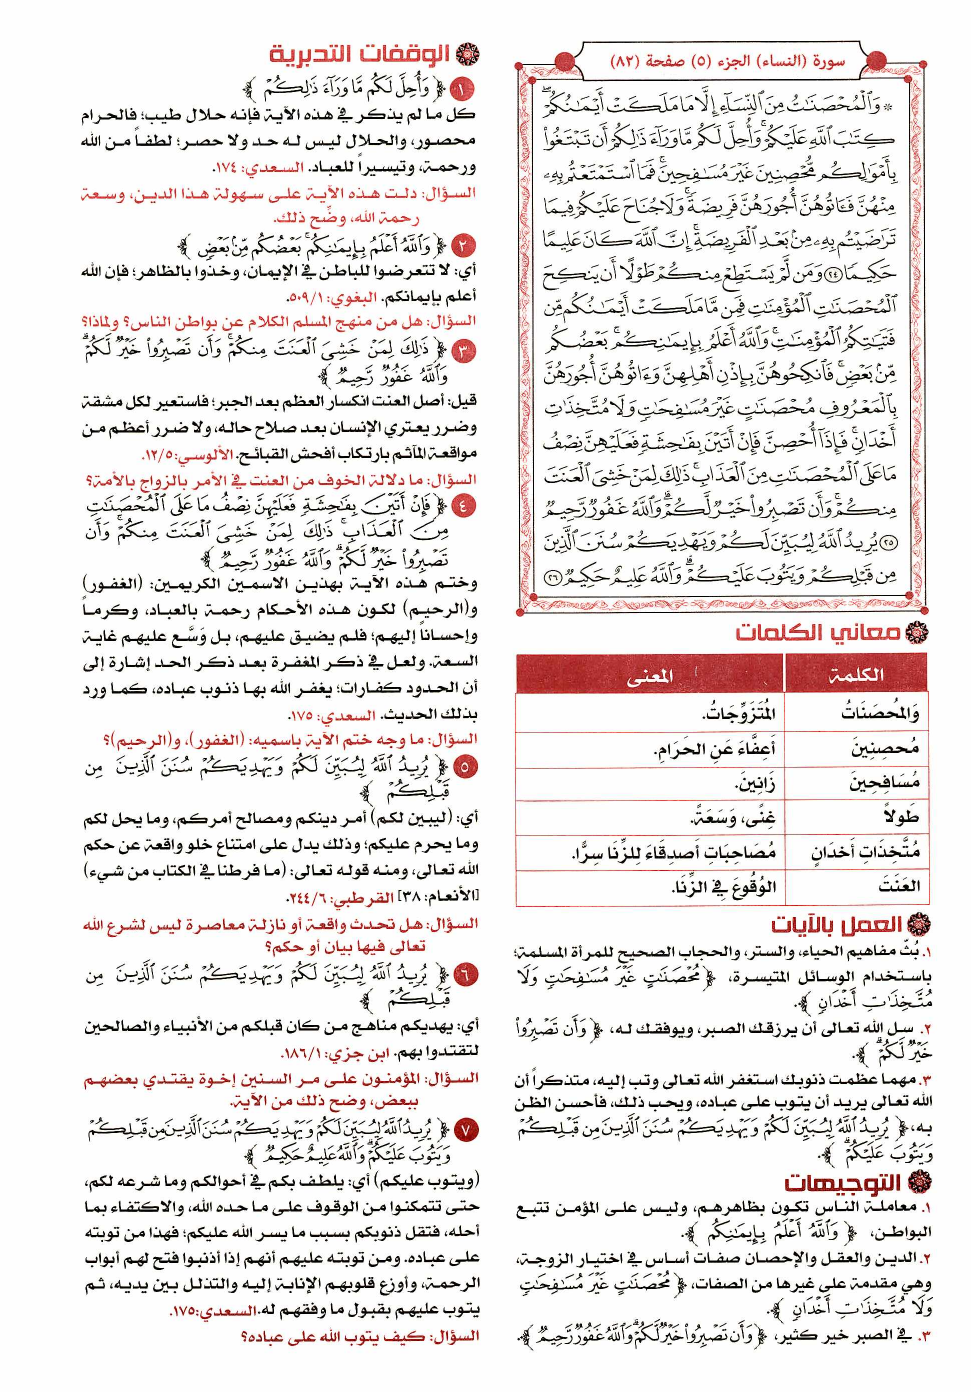 سورة (النساء) الجزء (٥) صفحة (٨٢)
۞ وَٱلْمُحْصَنَٰتُ مِنَ ٱلنِّسَآءِ إِلَّا مَا مَلَكَتْ أَيْمَٰنُكُمْ ۖ
كِتَٰبَ ٱللَّهِ عَلَيْكُمْ ۚ وَأُحِلَّ لَكُم مَّا وَرَآءَ ذَٰلِكُمْ أَن تَبْتَغُوا۟
بِأَمْوَٰلِكُم مُّحْصِنِينَ غَيْرَ مُسَٰفِحِينَ ۚ فَمَا ٱسْتَمْتَعْتُم بِهِۦ
مِنْهُنَّ فَـَٔاتُوهُنَّ أُجُورَهُنَّ فَرِيضَةً ۚ وَلَا جُنَاحَ عَلَيْكُمْ فِيمَا
تَرَٰضَيْتُم بِهِۦ مِنۢ بَعْدِ ٱلْفَرِيضَةِ ۚ إِنَّ ٱللَّهَ كَانَ عَلِيمًا
حَكِيمًا ٢٤ وَمَن لَّمْ يَسْتَطِعْ مِنكُمْ طَوْلًا أَن يَنكِحَ
ٱلْمُحْصَنَٰتِ ٱلْمُؤْمِنَٰتِ فَمِن مَّا مَلَكَتْ أَيْمَٰنُكُم مِّن
فَتَيَٰتِكُمُ ٱلْمُؤْمِنَٰتِ ۚ وَٱللَّهُ أَعْلَمُ بِإِيمَٰنِكُم ۚ بَعْضُكُم
مِّنۢ بَعْضٍ ۚ فَٱنكِحُوهُنَّ بِإِذْنِ أَهْلِهِنَّ وَءَاتُوهُنَّ أُجُورَهُنَّ
بِٱلْمَعْرُوفِ مُحْصَنَٰتٍ غَيْرَ مُسَٰفِحَٰتٍ وَلَا مُتَّخِذَٰتِ
أَخْدَانٍ ۚ فَإِذَآ أُحْصِنَّ فَإِنْ أَتَيْنَ بِفَٰحِشَةٍ فَعَلَيْهِنَّ نِصْفُ
مَا عَلَى ٱلْمُحْصَنَٰتِ مِنَ ٱلْعَذَابِ ۚ ذَٰلِكَ لِمَنْ خَشِىَ ٱلْعَنَتَ
مِنكُمْ ۚ وَأَن تَصْبِرُوا۟ خَيْرٌ لَّكُمْ ۗ وَٱللَّهُ غَفُورٌ رَّحِيمٌ
٢٥ يُرِيدُ ٱللَّهُ لِيُبَيِّنَ لَكُمْ وَيَهْدِيَكُمْ سُنَنَ ٱلَّذِينَ
مِن قَبْلِكُمْ وَيَتُوبَ عَلَيْكُمْ ۗ وَٱللَّهُ عَلِيمٌ حَكِيمٌ ٢٦
معاني الكلمات
الكلمة المعنى
وَالمُحصَنَاتُ المُتَزَوِّجَاتُ.
مُحصِنِينَ أَعِفَّاءَ عَنِ الحَرَامِ.
مُسَافِحِينَ زَانِينَ.
طَولاً غِنًى، وَسَعَةً.
مُتَّخِذَاتِ أَخدَانٍ مُصَاحِبَاتِ أَصدِقَاءَ لِلزِّنَا سِرًّا.
العَنَتَ الوُقُوعَ فِي الزِّنَا.
العمل بالآيات
١. بُثّ مفاهيم الحياء، والستر، والحجاب الصحيح للمرأة المسلمة؛
باستخدام الوسائل المتيسرة، ﴿ مُحْصَنَٰتٍ غَيْرَ مُسَٰفِحَٰتٍ وَلَا
مُتَّخِذَٰتِ أَخْدَانٍ ﴾.
٢. سل الله تعالى أن يرزقك الصبر، ويوفقك له، ﴿ وَأَن تَصْبِرُوا۟
خَيْرٌ لَّكُمْ ۗ ﴾.
٣. مهما عظمت ذنوبك استغفر الله تعالى وتب إليه، متذكراً أن
الله تعالى يريد أن يتوب على عباده، ويحب ذلك، فأحسن الظن
به، ﴿ يُرِيدُ ٱللَّهُ لِيُبَيِّنَ لَكُمْ وَيَهْدِيَكُمْ سُنَنَ ٱلَّذِينَ مِن قَبْلِكُمْ
وَيَتُوبَ عَلَيْكُمْ ۗ ﴾.
التوجيهات
١. معاملة الناس تكون بظاهرهم، وليس على المؤمن تتبع
البواطن، ﴿ وَٱللَّهُ أَعْلَمُ بِإِيمَٰنِكُم ﴾.
٢. الدين والعقل والإحصان صفات أساس في اختيار الزوجة،
وهي مقدمة على غيرها من الصفات، ﴿ مُحْصَنَٰتٍ غَيْرَ مُسَٰفِحَٰتٍ
وَلَا مُتَّخِذَٰتِ أَخْدَانٍ ﴾.
٣. في الصبر خير كثير، ﴿ وَأَن تَصْبِرُوا۟ خَيْرٌ لَّكُمْ ۗ وَٱللَّهُ غَفُورٌ رَّحِيمٌ ﴾.
الوقفات التدبرية
١ ﴿ وَأُحِلَّ لَكُم مَّا وَرَآءَ ذَٰلِكُمْ ﴾
كل ما لم يذكر في هذه الآية فإنه حلال طيب؛ فالحرام
محصور، والحلال ليس له حد ولا حصر؛ لطفاً من الله
ورحمة، وتيسيراً للعباد. السعدي: ١٧٤.
السؤال: دلت هذه الآية على سهولة هذا الدين، وسعة
رحمة الله، وضِّح ذلك.
٢ ﴿ وَٱللَّهُ أَعْلَمُ بِإِيمَٰنِكُم ۚ بَعْضُكُم مِّنۢ بَعْضٍ ﴾
أي: لا تتعرضوا للباطن في الإيمان، وخذوا بالظاهر؛ فإن الله
أعلم بإيمانكم. البغوي: ٥٠٩/١.
السؤال: هل من منهج المسلم الكلام عن بواطن الناس؟ ولماذا؟
٣ ﴿ ذَٰلِكَ لِمَنْ خَشِىَ ٱلْعَنَتَ مِنكُمْ ۚ وَأَن تَصْبِرُوا۟ خَيْرٌ لَّكُمْ ۗ
وَٱللَّهُ غَفُورٌ رَّحِيمٌ ﴾
قيل: أصل العنت انكسار العظم بعد الجبر؛ فاستعير لكل مشقة
وضرر يعتري الإنسان بعد صلاح حاله، ولا ضرر أعظم من
مواقعة المآثم بارتكاب أفحش القبائح. الألوسي: ١٢/٥.
السؤال: ما دلالة الخوف من العنت في الأمر بالزواج بالأمة؟
٤ ﴿ فَإِنْ أَتَيْنَ بِفَٰحِشَةٍ فَعَلَيْهِنَّ نِصْفُ مَا عَلَى ٱلْمُحْصَنَٰتِ
مِنَ ٱلْعَذَابِ ۚ ذَٰلِكَ لِمَنْ خَشِىَ ٱلْعَنَتَ مِنكُمْ ۚ وَأَن
تَصْبِرُوا۟ خَيْرٌ لَّكُمْ ۗ وَٱللَّهُ غَفُورٌ رَّحِيمٌ ﴾
وختم هذه الآية بهذين الاسمين الكريمين: (الغفور)
و(الرحيم) لكون هذه الأحكام رحمة بالعباد، وكرماً
وإحساناً إليهم؛ فلم يضيق عليهم، بل وَسَّع عليهم غاية
السعة. ولعل في ذكر المغفرة بعد ذكر الحد إشارة إلى
أن الحدود كفارات؛ يغفر الله بها ذنوب عباده، كما ورد
بذلك الحديث. السعدي: ١٧٥.
السؤال: ما وجه ختم الآية باسميه: (الغفور)، و(الرحيم)؟
٥ ﴿ يُرِيدُ ٱللَّهُ لِيُبَيِّنَ لَكُمْ وَيَهْدِيَكُمْ سُنَنَ ٱلَّذِينَ مِن
قَبْلِكُمْ ﴾
أي: (ليبين لكم) أمر دينكم ومصالح أمركم، وما يحل لكم
وما يحرم عليكم؛ وذلك يدل على امتناع خلو واقعة عن حكم
الله تعالى، ومنه قوله تعالى: (ما فرطنا في الكتاب من شيء)
[الأنعام: ٣٨] القرطبي: ٢٤٤/٦.
السؤال: هل تحدث واقعة أو نازلة معاصرة ليس لشرع الله
تعالى فيها بيان أو حكم؟
٦ ﴿ يُرِيدُ ٱللَّهُ لِيُبَيِّنَ لَكُمْ وَيَهْدِيَكُمْ سُنَنَ ٱلَّذِينَ مِن
قَبْلِكُمْ ﴾
أي: يهديكم مناهج من كان قبلكم من الأنبياء والصالحين
لتقتدوا بهم. ابن جزي: ١٨٦/١.
السؤال: المؤمنون على مر السنين إخوة يقتدي بعضهم
ببعض، وضح ذلك من الآية.
٧ ﴿ يُرِيدُ ٱللَّهُ لِيُبَيِّنَ لَكُمْ وَيَهْدِيَكُمْ سُنَنَ ٱلَّذِينَ مِن قَبْلِكُمْ
وَيَتُوبَ عَلَيْكُمْ ۗ وَٱللَّهُ عَلِيمٌ حَكِيمٌ ﴾
(ويتوب عليكم) أي: يلطف بكم في أحوالكم وما شرعه لكم،
حتى تتمكنوا من الوقوف على ما حده الله، والاكتفاء بما
أحله، فتقل ذنوبكم بسبب ما يسر الله عليكم؛ فهذا من توبته
على عباده. ومن توبته عليهم أنهم إذا أذنبوا فتح لهم أبواب
الرحمة، وأوزع قلوبهم الإنابة إليه والتذلل بين يديه، ثم
يتوب عليهم بقبول ما وفقهم له. السعدي: ١٧٥.
السؤال: كيف يتوب الله على عباده؟